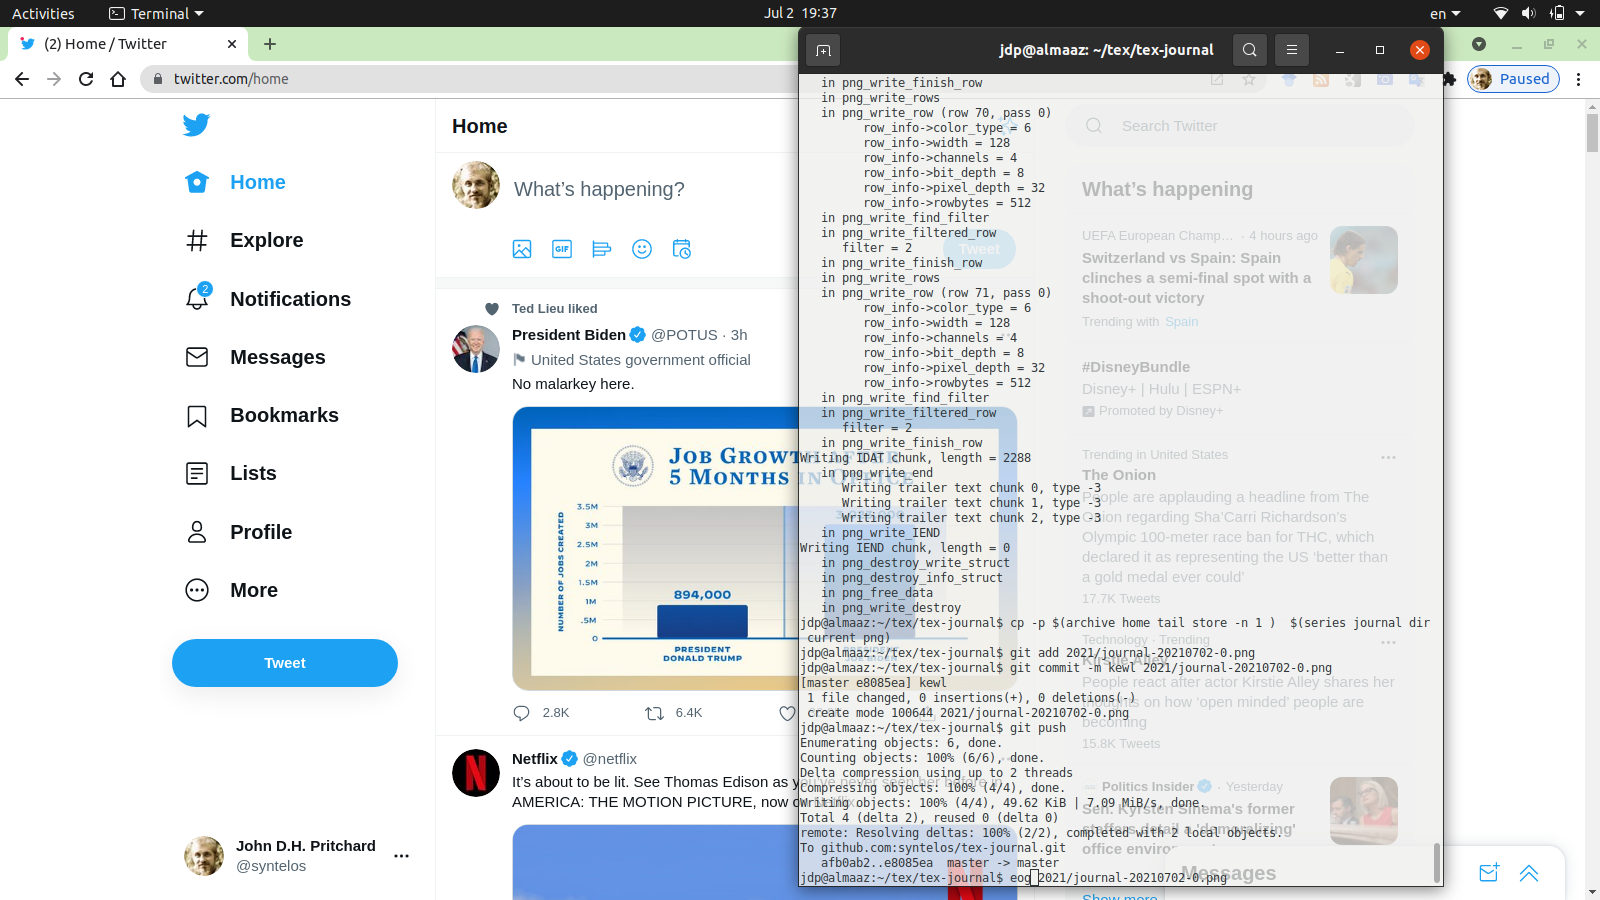 Activities
Terminal
Jul 2 19:37
en
(2) Home / Twitter
twitter.com/home
Paused
Home
Explore
2
Notifications
Messages
Bookmarks
Lists
Profile
More
Tweet
John D.H. Pritchard
@syntelos
Home
What's happening?
GIF
Tweet
Ted Lieu liked
President Biden @POTUS · 3h
United States government official
No malarkey here.
JOB GROWTH AFTER
5 MONTHS IN OFFICE
NUMBER OF JOBS CREATED
3.5M
3M
2.5M
2M
1.5M
1M
.5M
0
894,000
PRESIDENT
DONALD TRUMP
2.8K
6.4K
Netflix @netflix
It's about to be lit. See Thomas Edison as you've never seen her before in
AMERICA: THE MOTION PICTURE, now on Netflix
jdp@almaaz: ~/tex/tex-journal
in png_write_finish_row
in png_write_rows
in png_write_row (row 70, pass 0)
row_info->color_type = 6
row_info->width = 128
row_info->channels = 4
row_info->bit_depth = 8
row_info->pixel_depth = 32
row_info->rowbytes = 512
in png_write_find_filter
in png_write_filtered_row
filter = 2
in png_write_finish_row
in png_write_rows
in png_write_row (row 71, pass 0)
row_info->color_type = 6
row_info->width = 128
row_info->channels = 4
row_info->bit_depth = 8
row_info->pixel_depth = 32
row_info->rowbytes = 512
in png_write_find_filter
in png_write_filtered_row
filter = 2
in png_write_finish_row
Writing IDAT chunk, length = 2288
in png_write_end
Writing trailer text chunk 0, type -3
Writing trailer text chunk 1, type -3
Writing trailer text chunk 2, type -3
in png_write_IEND
Writing IEND chunk, length = 0
in png_destroy_write_struct
in png_destroy_info_struct
in png_free_data
in png_write_destroy
jdp@almaaz:~/tex/tex-journal$ cp -p $(archive home tail store -n 1 )  $(series journal dir
current png)
jdp@almaaz:~/tex/tex-journal$ git add 2021/journal-20210702-0.png
jdp@almaaz:~/tex/tex-journal$ git commit -m kewl 2021/journal-20210702-0.png
[master e8085ea] kewl
1 file changed, 0 insertions(+), 0 deletions(-)
create mode 100644 2021/journal-20210702-0.png
jdp@almaaz:~/tex/tex-journal$ git push
Enumerating objects: 6, done.
Counting objects: 100% (6/6), done.
Delta compression using up to 2 threads
Compressing objects: 100% (4/4), done.
Writing objects: 100% (4/4), 49.62 KiB | 7.09 MiB/s, done.
Total 4 (delta 2), reused 0 (delta 0)
remote: Resolving deltas: 100% (2/2), completed with 2 local objects.
To github.com:syntelos/tex-journal.git
afb0ab2..e8085ea  master -> master
jdp@almaaz:~/tex/tex-journal$ eog 2021/journal-20210702-0.png
Search Twitter
What's happening
UEFA European Champ... · 4 hours ago
Switzerland vs Spain: Spain
clinches a semi-final spot with a
shoot-out victory
Trending with Spain
#DisneyBundle
Disney+ | Hulu | ESPN+
Promoted by Disney+
Trending in United States
The Onion
People are applauding a headline from The
Onion regarding Sha'Carri Richardson's
Olympic 100-meter race ban for THC, which
declared it as representing the US 'better than
a gold medal ever could'
17.7K Tweets
Technology · Trending
Kirstie Alley
People react after actor Kirstie Alley shares her
thoughts on how 'open minded' people are
becoming
15.8K Tweets
Politics Insider · Yesterday
Sen. Kyrsten Sinema's former
staffers detail a 'demoralizing'
Show more
Messages